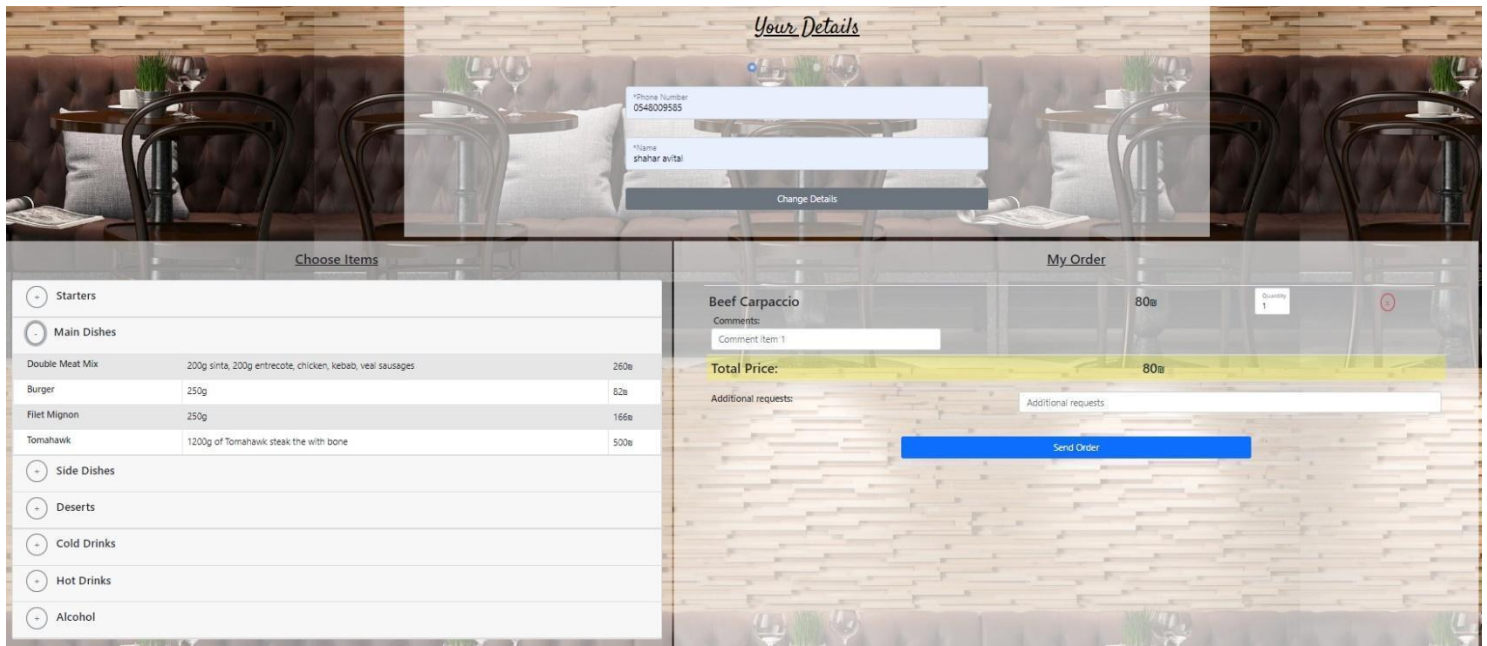 Your Details
*Phone Number
0548009585
*Name
shahar avital
Change Details
Choose Items
+ Starters
- Main Dishes
Double Meat Mix 200g sinta, 200g entrecote, chicken, kebab, veal sausages 260₪
Burger 250g 82₪
Filet Mignon 250g 166₪
Tomahawk 1200g of Tomahawk steak the with bone 500₪
+ Side Dishes
+ Deserts
+ Cold Drinks
+ Hot Drinks
+ Alcohol
My Order
Beef Carpaccio 80₪ Quantity 1 x
Comments:
Comment item 1
Total Price: 80₪
Additional requests: Additional requests
Send Order